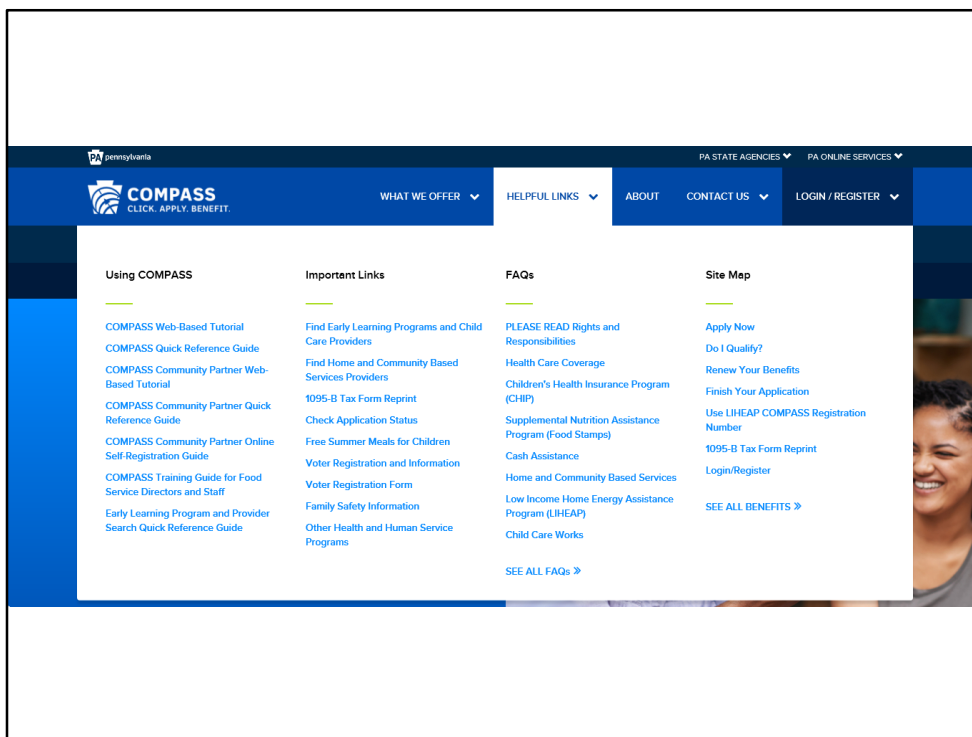 PA pennsylvania
PA STATE AGENCIES
PA ONLINE SERVICES
COMPASS
CLICK. APPLY. BENEFIT.
WHAT WE OFFER
HELPFUL LINKS
ABOUT
CONTACT US
LOGIN / REGISTER
Using COMPASS
COMPASS Web-Based Tutorial
COMPASS Quick Reference Guide
COMPASS Community Partner Web-
Based Tutorial
COMPASS Community Partner Quick
Reference Guide
COMPASS Community Partner Online
Self-Registration Guide
COMPASS Training Guide for Food
Service Directors and Staff
Early Learning Program and Provider
Search Quick Reference Guide
Important Links
Find Early Learning Programs and Child
Care Providers
Find Home and Community Based
Services Providers
1095-B Tax Form Reprint
Check Application Status
Free Summer Meals for Children
Voter Registration and Information
Voter Registration Form
Family Safety Information
Other Health and Human Service
Programs
FAQs
PLEASE READ Rights and
Responsibilities
Health Care Coverage
Children's Health Insurance Program
(CHIP)
Supplemental Nutrition Assistance
Program (Food Stamps)
Cash Assistance
Home and Community Based Services
Low Income Home Energy Assistance
Program (LIHEAP)
Child Care Works
SEE ALL FAQs »
Site Map
Apply Now
Do I Qualify?
Renew Your Benefits
Finish Your Application
Use LIHEAP COMPASS Registration
Number
1095-B Tax Form Reprint
Login/Register
SEE ALL BENEFITS »